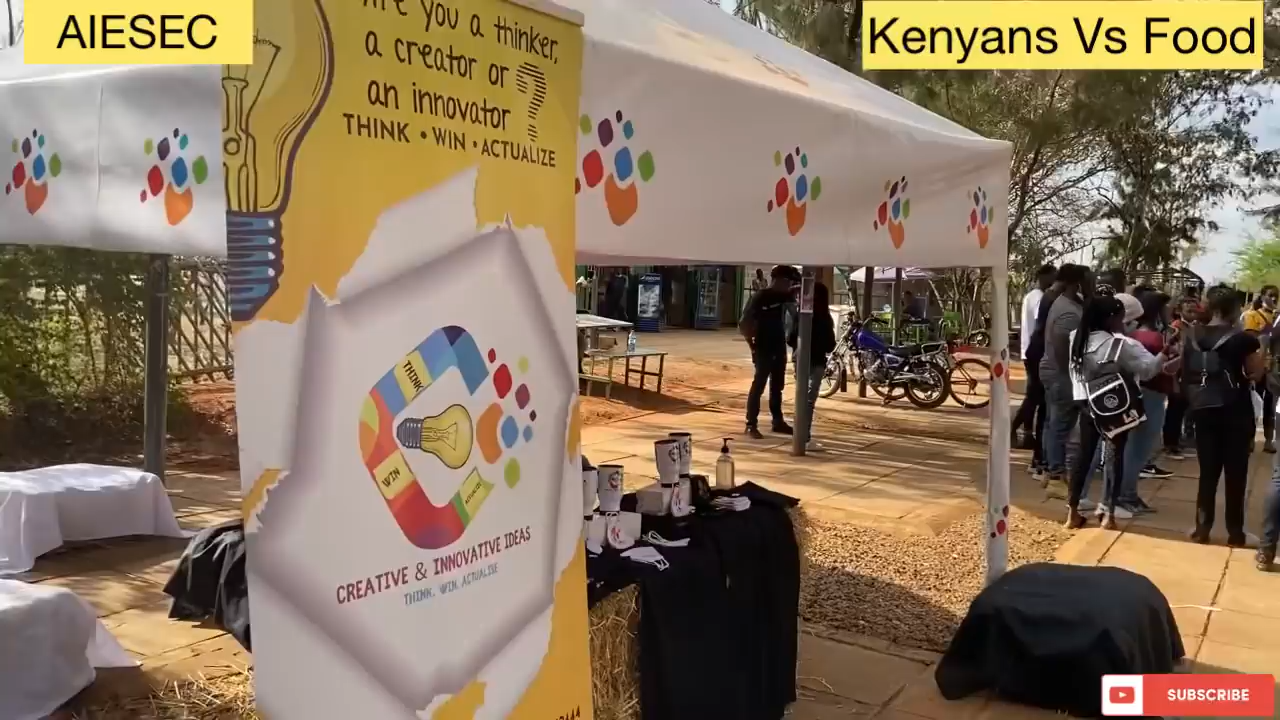 AIESEC
Kenyans Vs Food
Are you a thinker,
a creator or
an innovator ?
THINK • WIN • ACTUALIZE
THINK
WIN
ACTUALIZE
CREATIVE & INNOVATIVE IDEAS
THINK. WIN. ACTUALISE
SUBSCRIBE